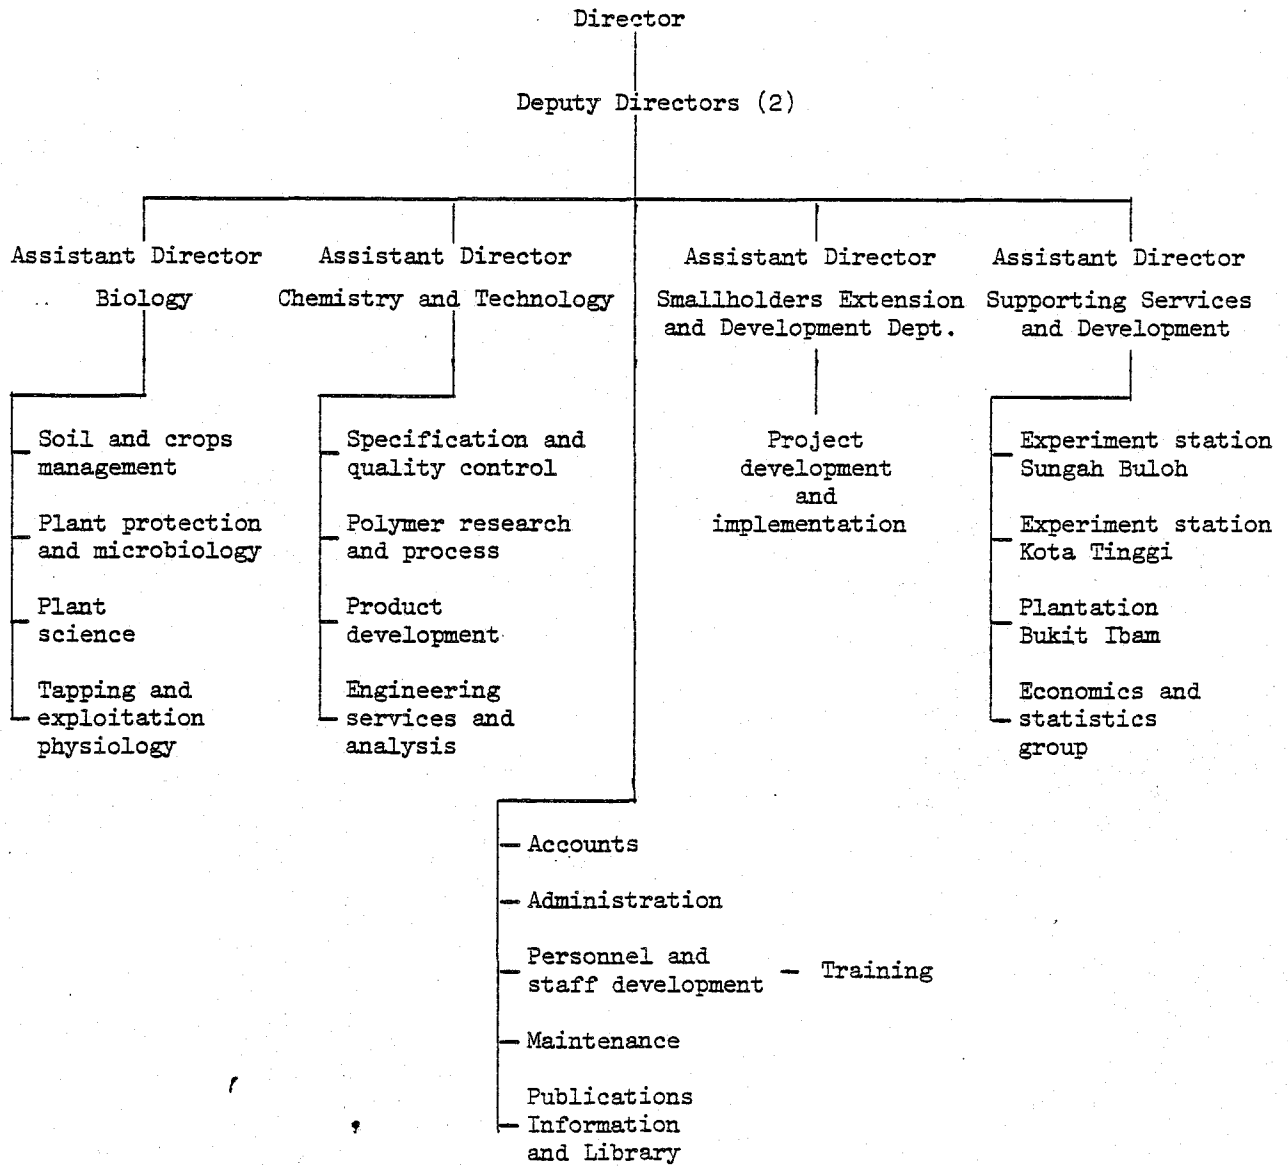 Director
Deputy Directors (2)
Assistant Director
Biology
Assistant Director
Chemistry and Technology
Assistant Director
Smallholders Extension
and Development Dept.
Assistant Director
Supporting Services
and Development
Soil and crops
management
Plant protection
and microbiology
Plant
science
Tapping and
exploitation
physiology
Specification and
quality control
Polymer research
and process
Product
development
Engineering
services and
analysis
Project
development
and
implementation
Experiment station
Sungah Buloh
Experiment station
Kota Tinggi
Plantation
Bukit Ibam
Economics and
statistics
group
Accounts
Administration
Personnel and
staff development — Training
Maintenance
Publications
Information
and Library